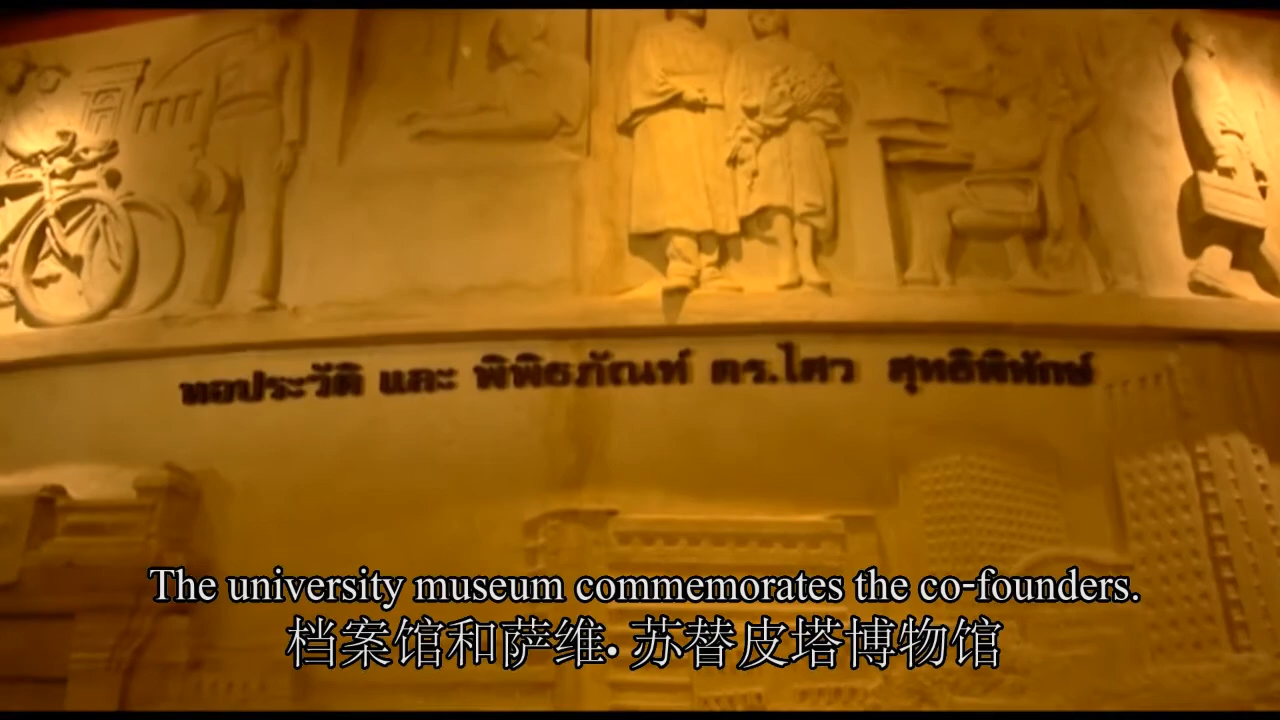 หอประวัติ และ พิพิธภัณฑ์ ดร.ไสว สุทธิพิทักษ์
The university museum commemorates the co-founders.
档案馆和萨维·苏替皮塔博物馆